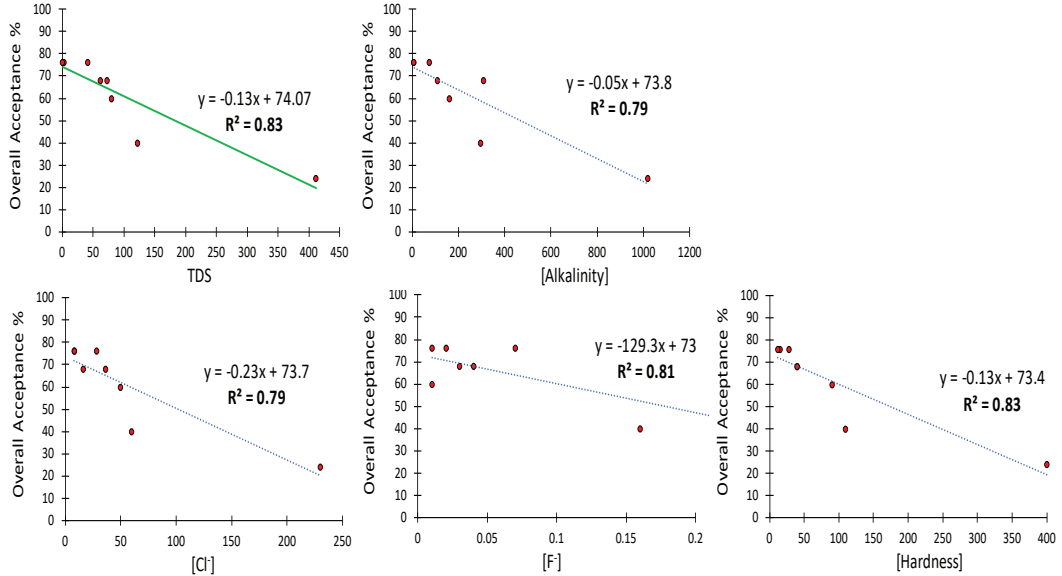 Overall Acceptance %
100
90
80
70
60
50
40
30
20
10
0
y = -0.13x + 74.07
R² = 0.83
0 50 100 150 200 250 300 350 400 450
TDS
Overall Acceptance %
100
90
80
70
60
50
40
30
20
10
0
y = -0.05x + 73.8
R² = 0.79
0 200 400 600 800 1000 1200
[Alkalinity]
Overall Acceptance %
100
90
80
70
60
50
40
30
20
10
0
y = -0.23x + 73.7
R² = 0.79
0 50 100 150 200 250
[Cl⁻]
Overall Acceptance %
100
90
80
70
60
50
40
30
20
10
0
y = -129.3x + 73
R² = 0.81
0 0.05 0.1 0.15 0.2
[F⁻]
Overall Acceptance %
100
90
80
70
60
50
40
30
20
10
0
y = -0.13x + 73.4
R² = 0.83
0 50 100 150 200 250 300 350 400
[Hardness]